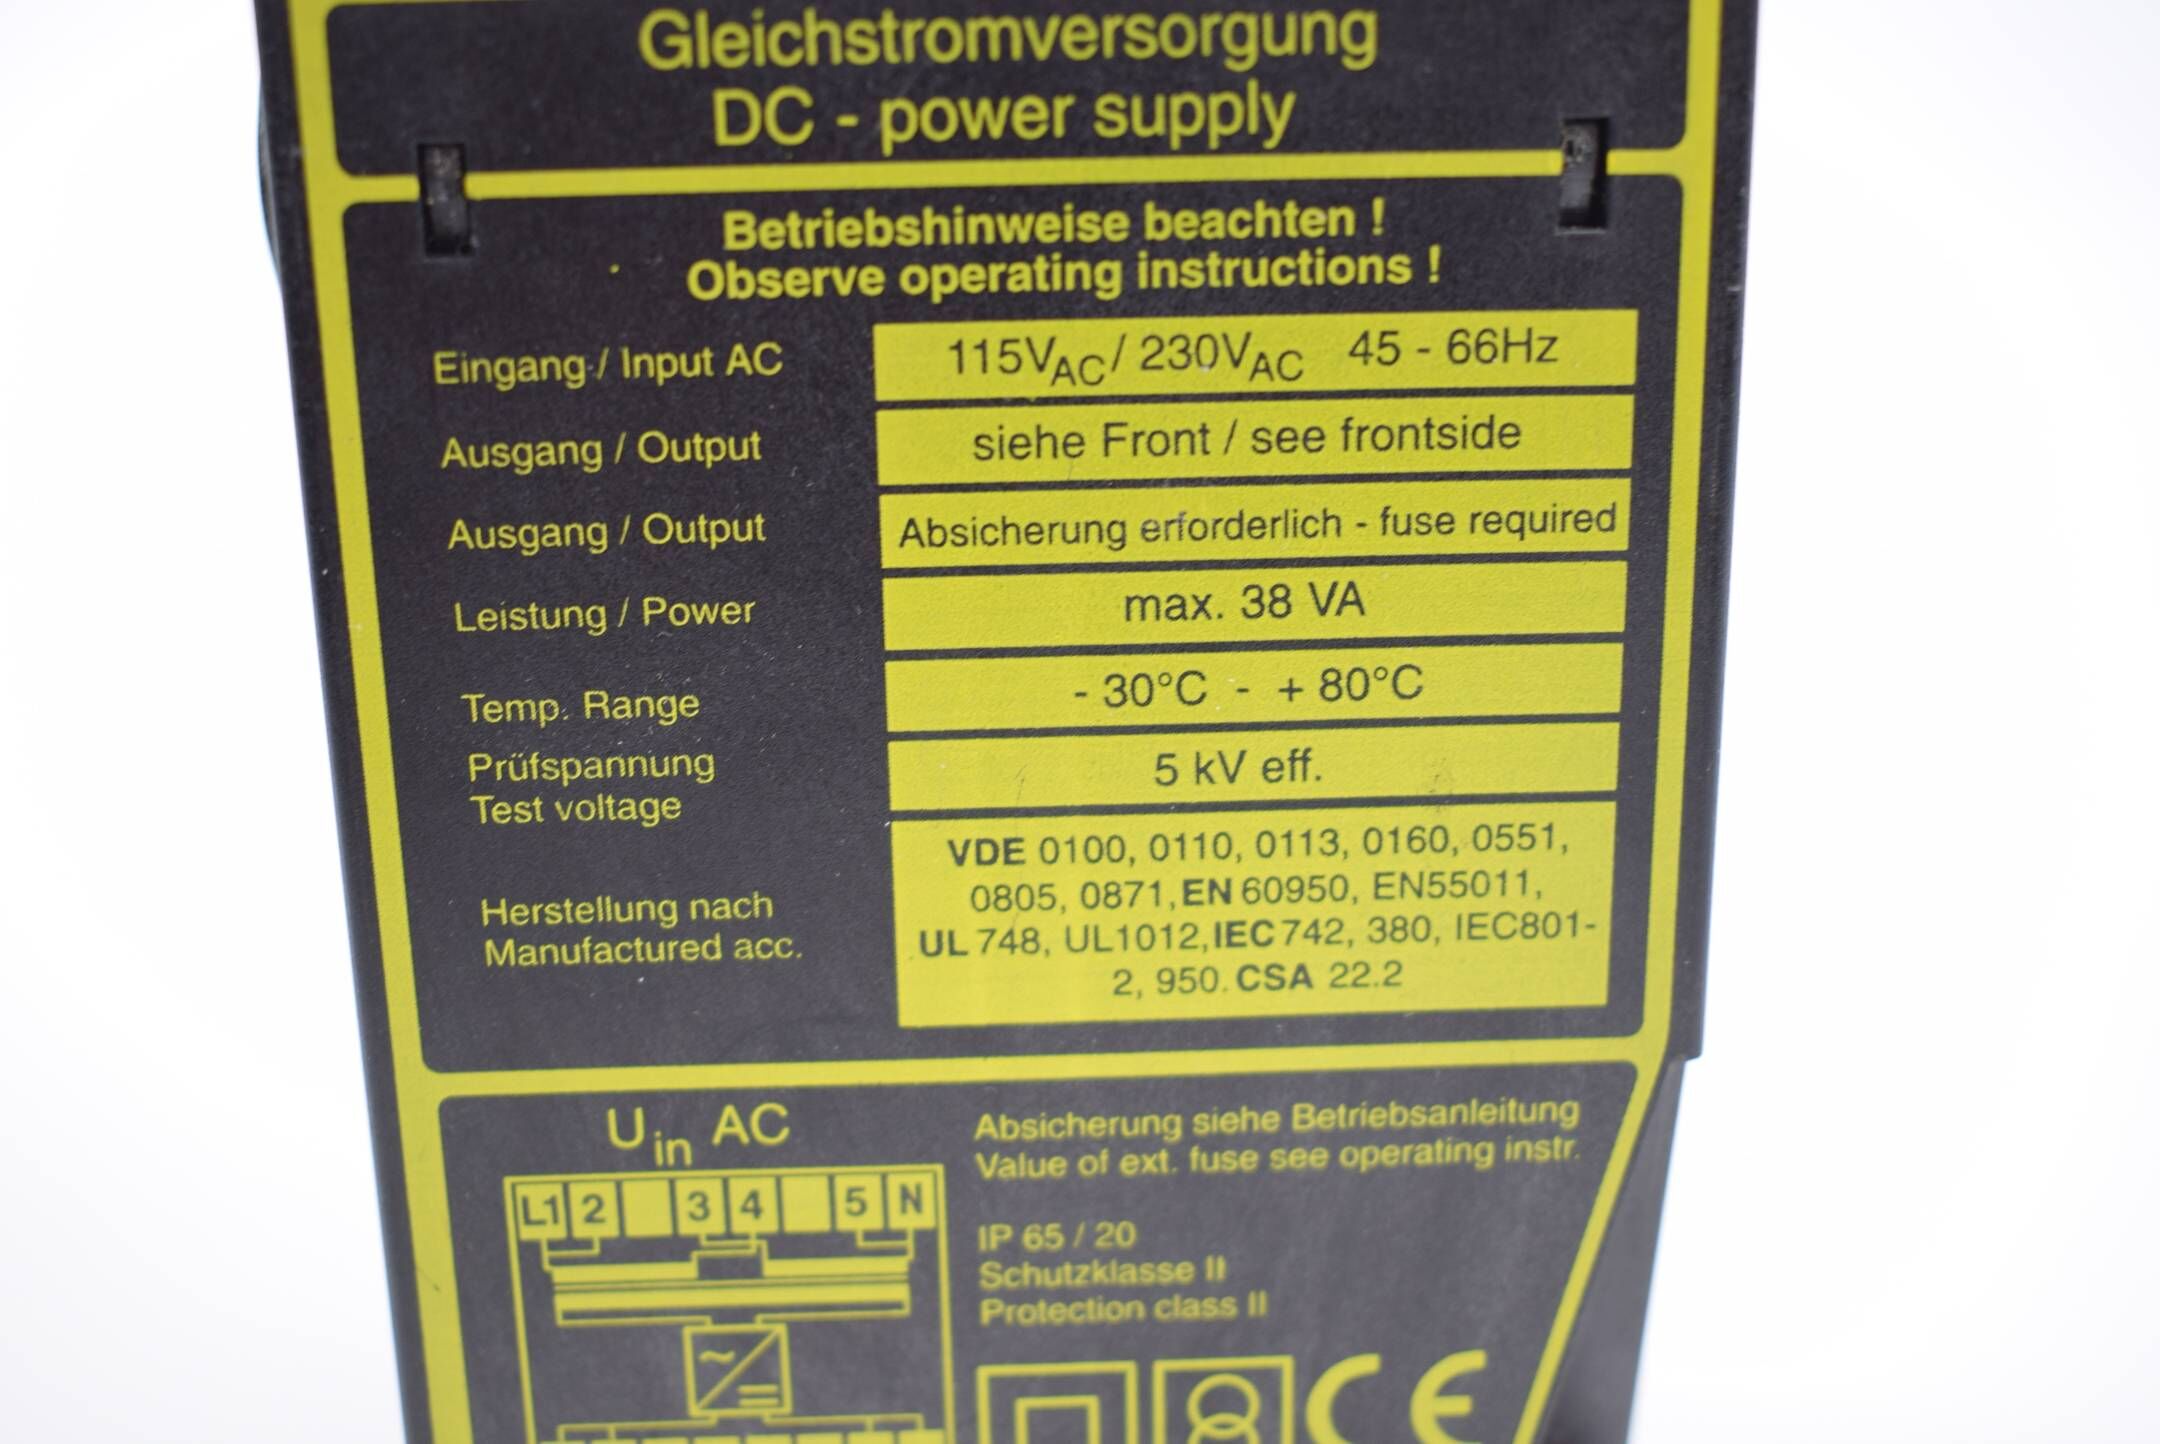 Gleichstromversorgung
DC - power supply
Betriebshinweise beachten !
Observe operating instructions !
Eingang / Input AC 115VAC / 230VAC 45 - 66Hz
Ausgang / Output siehe Front / see frontside
Ausgang / Output Absicherung erforderlich - fuse required
Leistung / Power max. 38 VA
Temp. Range - 30°C - + 80°C
Prüfspannung
Test voltage
5 kV eff.
Herstellung nach
Manufactured acc.
VDE 0100, 0110, 0113, 0160, 0551,
0805, 0871, EN 60950, EN55011,
UL 748, UL1012, IEC 742, 380, IEC801-
2, 950. CSA 22.2
Uin AC
L1 2 3 4 5 N
Absicherung siehe Betriebsanleitung
Value of ext. fuse see operating instr.
IP 65 / 20
Schutzklasse II
Protection class II
CE